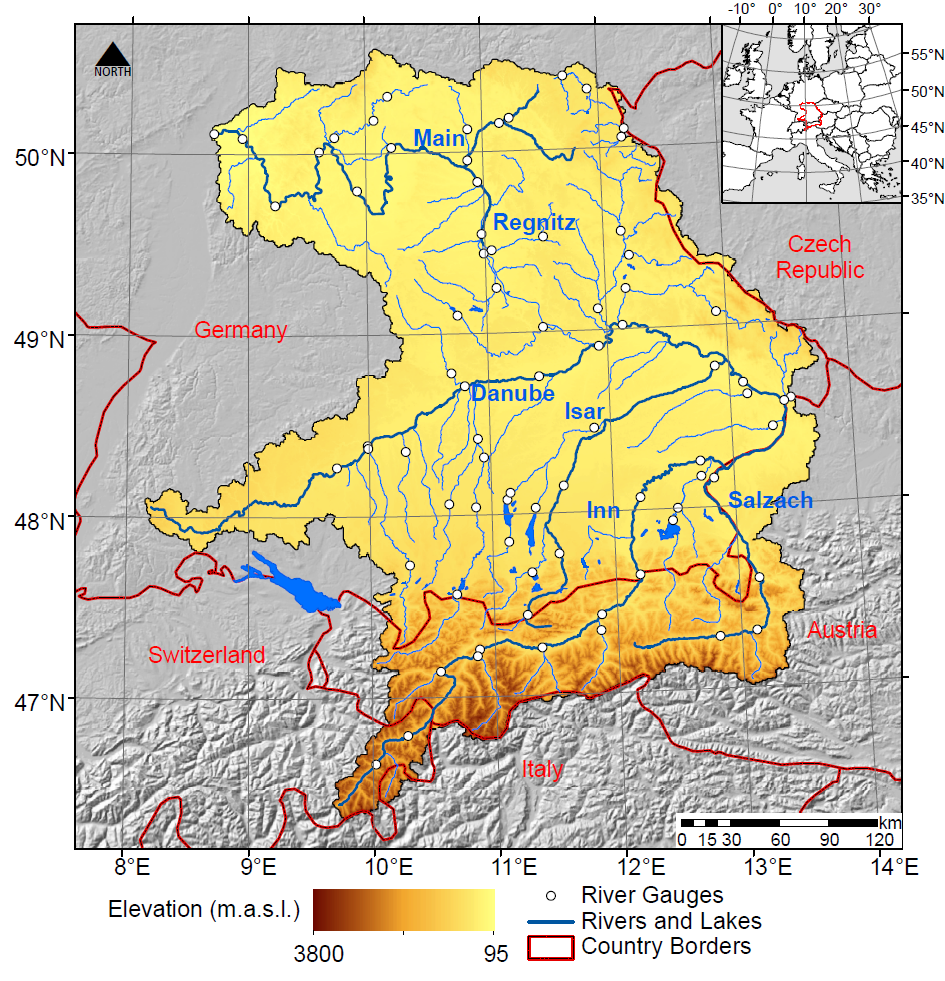 -10° 0° 10° 20° 30°
55°N
50°N
45°N
40°N
35°N
NORTH
50°N
49°N
48°N
47°N
Main
Regnitz
Czech
Republic
Germany
Danube
Isar
Inn
Salzach
Austria
Switzerland
Italy
km
0 15 30 60 90 120
8°E 9°E 10°E 11°E 12°E 13°E 14°E
Elevation (m.a.s.l.)
3800 95
River Gauges
Rivers and Lakes
Country Borders